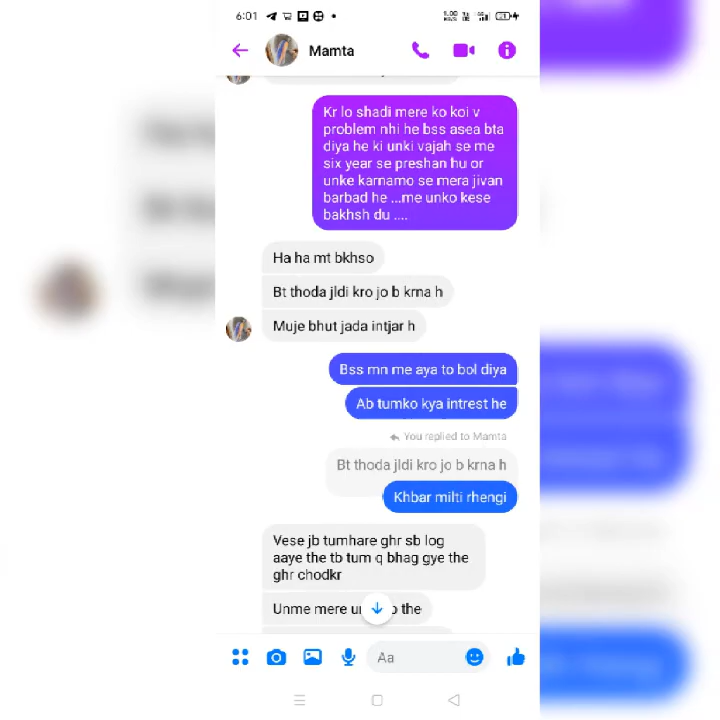 6:01
Mamta
Kr lo shadi mere ko koi v
problem nhi he bss asea bta
diya he ki unki vajah se me
six year se preshan hu or
unke karnamo se mera jivan
barbad he ...me unko kese
bakhsh du ....
Ha ha mt bkhso
Bt thoda jldi kro jo b krna h
Muje bhut jada intjar h
Bss mn me aya to bol diya
Ab tumko kya intrest he
You replied to Mamta
Bt thoda jldi kro jo b krna h
Khbar milti rhengi
Vese jb tumhare ghr sb log
aaye the tb tum q bhag gye the
ghr chodkr
Unme mere the
Aa